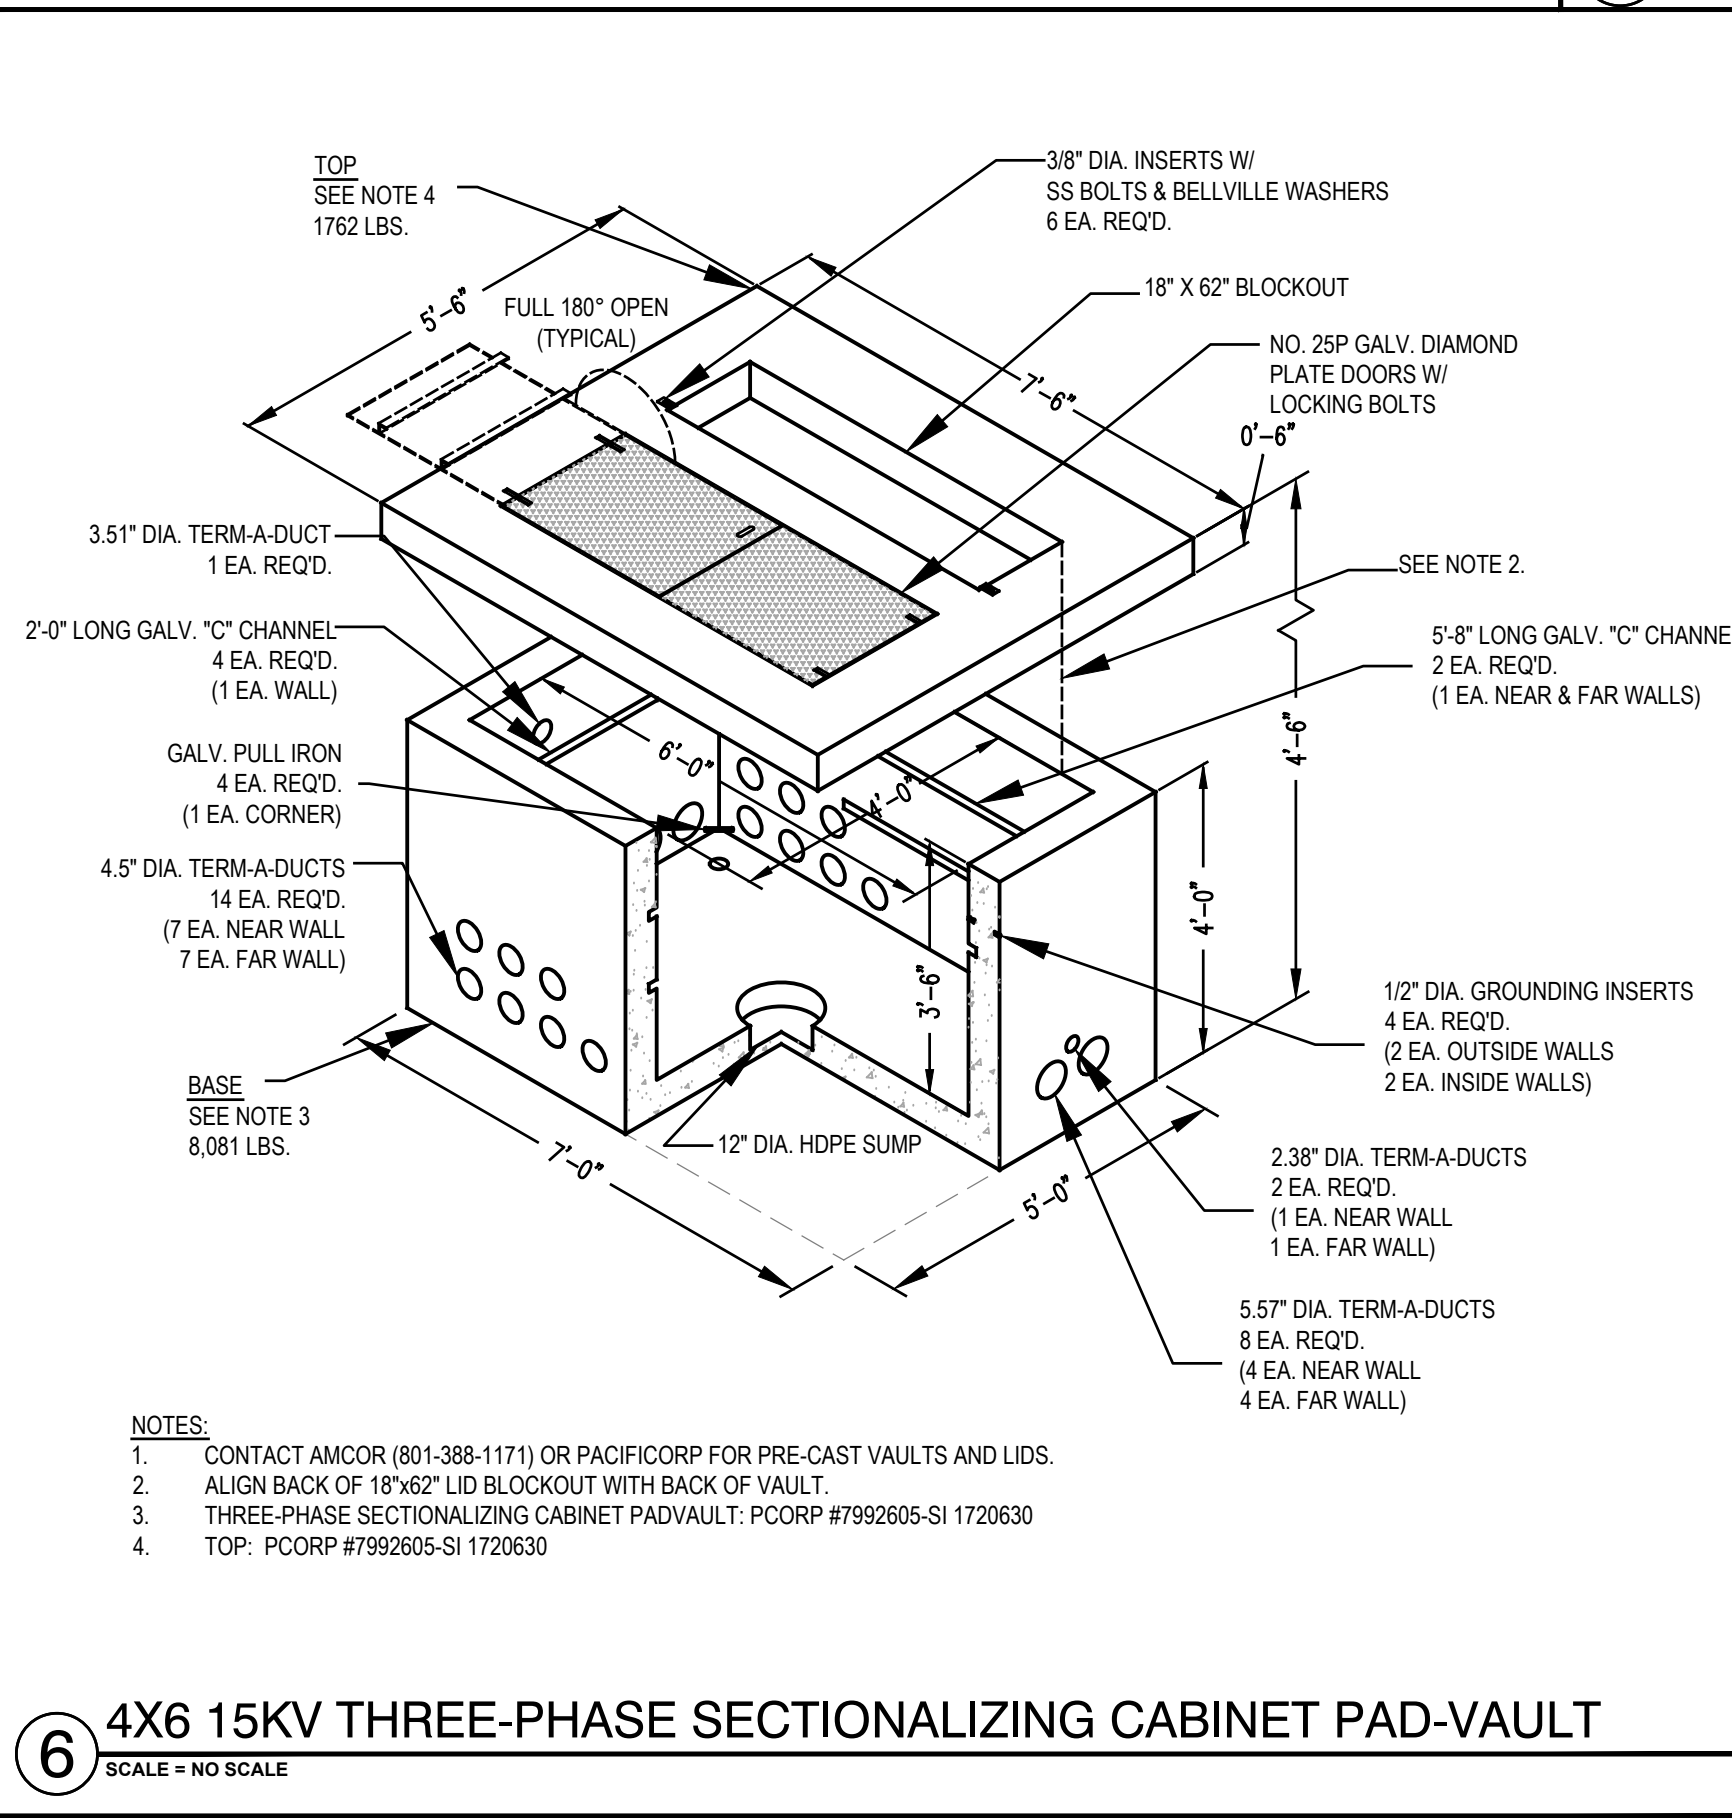 TOP
SEE NOTE 4
1762 LBS.
3/8" DIA. INSERTS W/
SS BOLTS & BELLVILLE WASHERS
6 EA. REQ'D.
5'-6"
FULL 180° OPEN
(TYPICAL)
18" X 62" BLOCKOUT
7'-6"
NO. 25P GALV. DIAMOND
PLATE DOORS W/
LOCKING BOLTS
0'-6"
3.51" DIA. TERM-A-DUCT
1 EA. REQ'D.
SEE NOTE 2.
2'-0" LONG GALV. "C" CHANNEL
4 EA. REQ'D.
(1 EA. WALL)
5'-8" LONG GALV. "C" CHANNE
2 EA. REQ'D.
(1 EA. NEAR & FAR WALLS)
GALV. PULL IRON
4 EA. REQ'D.
(1 EA. CORNER)
6'-0"
4'-0"
4'-6"
4.5" DIA. TERM-A-DUCTS
14 EA. REQ'D.
(7 EA. NEAR WALL
7 EA. FAR WALL)
4'-0"
3'-6"
1/2" DIA. GROUNDING INSERTS
4 EA. REQ'D.
(2 EA. OUTSIDE WALLS
2 EA. INSIDE WALLS)
BASE
SEE NOTE 3
8,081 LBS.
12" DIA. HDPE SUMP
7'-0"
5'-0"
2.38" DIA. TERM-A-DUCTS
2 EA. REQ'D.
(1 EA. NEAR WALL
1 EA. FAR WALL)
5.57" DIA. TERM-A-DUCTS
8 EA. REQ'D.
(4 EA. NEAR WALL
4 EA. FAR WALL)
NOTES:
1. CONTACT AMCOR (801-388-1171) OR PACIFICORP FOR PRE-CAST VAULTS AND LIDS.
2. ALIGN BACK OF 18"x62" LID BLOCKOUT WITH BACK OF VAULT.
3. THREE-PHASE SECTIONALIZING CABINET PADVAULT: PCORP #7992605-SI 1720630
4. TOP: PCORP #7992605-SI 1720630
6 4X6 15KV THREE-PHASE SECTIONALIZING CABINET PAD-VAULT
SCALE = NO SCALE